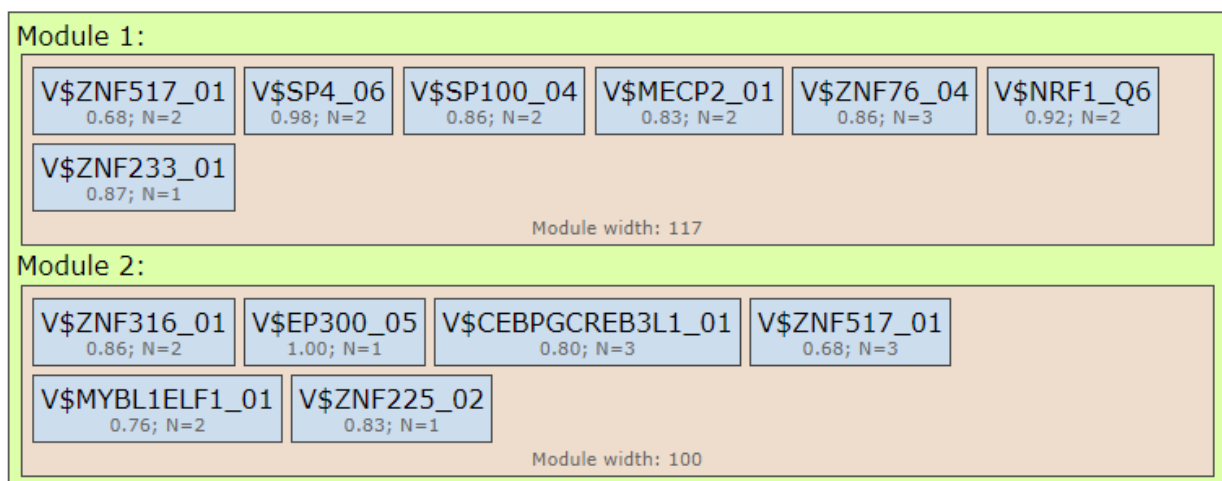 Module 1:
V$ZNF517_01 V$SP4_06 V$SP100_04 V$MECP2_01 V$ZNF76_04 V$NRF1_Q6
0.68; N=2 0.98; N=2 0.86; N=2 0.83; N=2 0.86; N=3 0.92; N=2
V$ZNF233_01
0.87; N=1
Module width: 117
Module 2:
V$ZNF316_01 V$EP300_05 V$CEBPGCREB3L1_01 V$ZNF517_01
0.86; N=2 1.00; N=1 0.80; N=3 0.68; N=3
V$MYBL1ELF1_01 V$ZNF225_02
0.76; N=2 0.83; N=1
Module width: 100